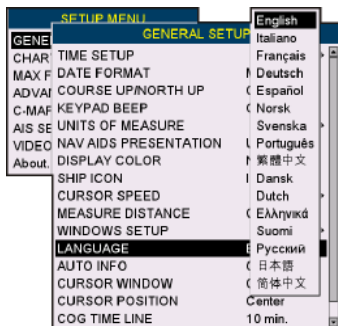 SETUP MENU
GENERAL SETUP
GENE
CHAR
MAX F
ADVA
C-MAF
AIS SE
VIDEO
About.
TIME SETUP
DATE FORMAT
COURSE UP/NORTH UP
KEYPAD BEEP
UNITS OF MEASURE
NAV AIDS PRESENTATION
DISPLAY COLOR
SHIP ICON
CURSOR SPEED
MEASURE DISTANCE
WINDOWS SETUP
LANGUAGE
AUTO INFO
CURSOR WINDOW
CURSOR POSITION Center
COG TIME LINE 10 min.
English
Italiano
Français
Deutsch
Español
Norsk
Svenska
Português
繁體中文
Dansk
Dutch
Ελληνικά
Suomi
Русский
日本語
简体中文